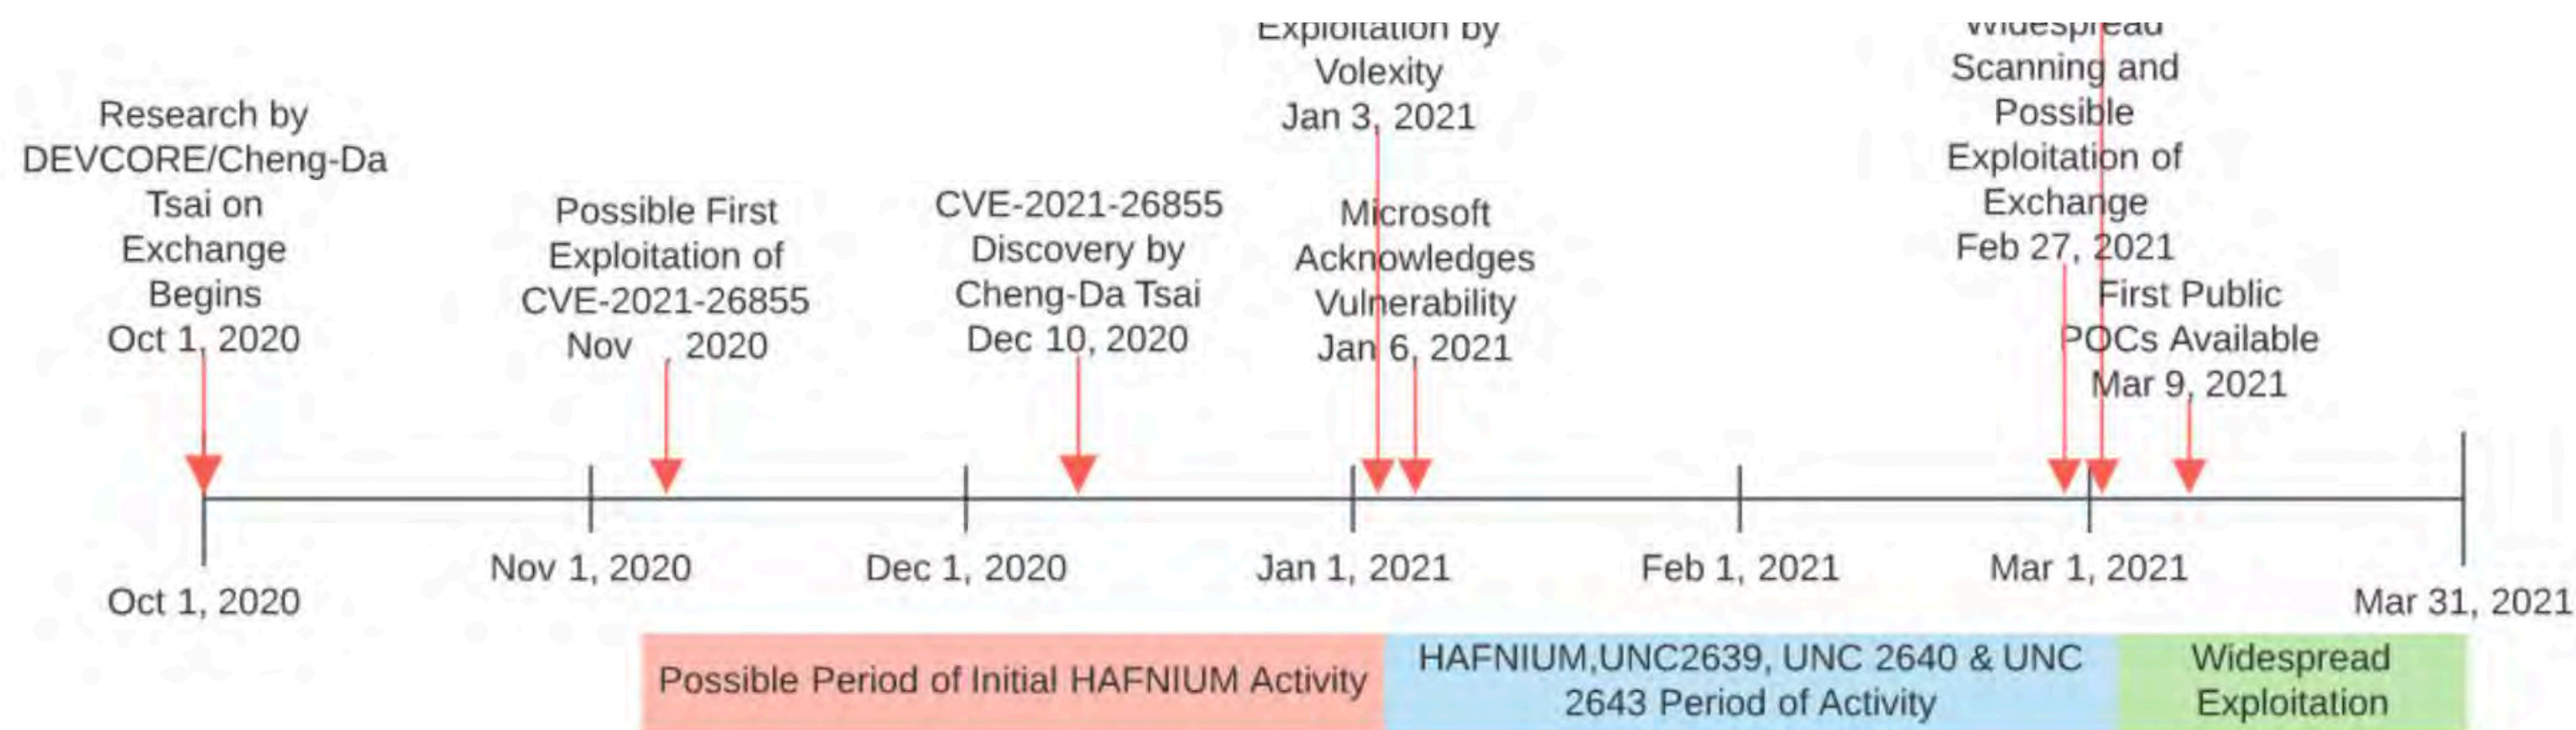 Research by
DEVCORE/Cheng-Da
Tsai on
Exchange
Begins
Oct 1, 2020
Possible First
Exploitation of
CVE-2021-26855
Nov , 2020
CVE-2021-26855
Discovery by
Cheng-Da Tsai
Dec 10, 2020
Exploitation by
Volexity
Jan 3, 2021
Microsoft
Acknowledges
Vulnerability
Jan 6, 2021
Widespread
Scanning and
Possible
Exploitation of
Exchange
Feb 27, 2021
First Public
POCs Available
Mar 9, 2021
Oct 1, 2020
Nov 1, 2020
Dec 1, 2020
Jan 1, 2021
Feb 1, 2021
Mar 1, 2021
Mar 31, 2021
Possible Period of Initial HAFNIUM Activity
HAFNIUM,UNC2639, UNC 2640 & UNC
2643 Period of Activity
Widespread
Exploitation